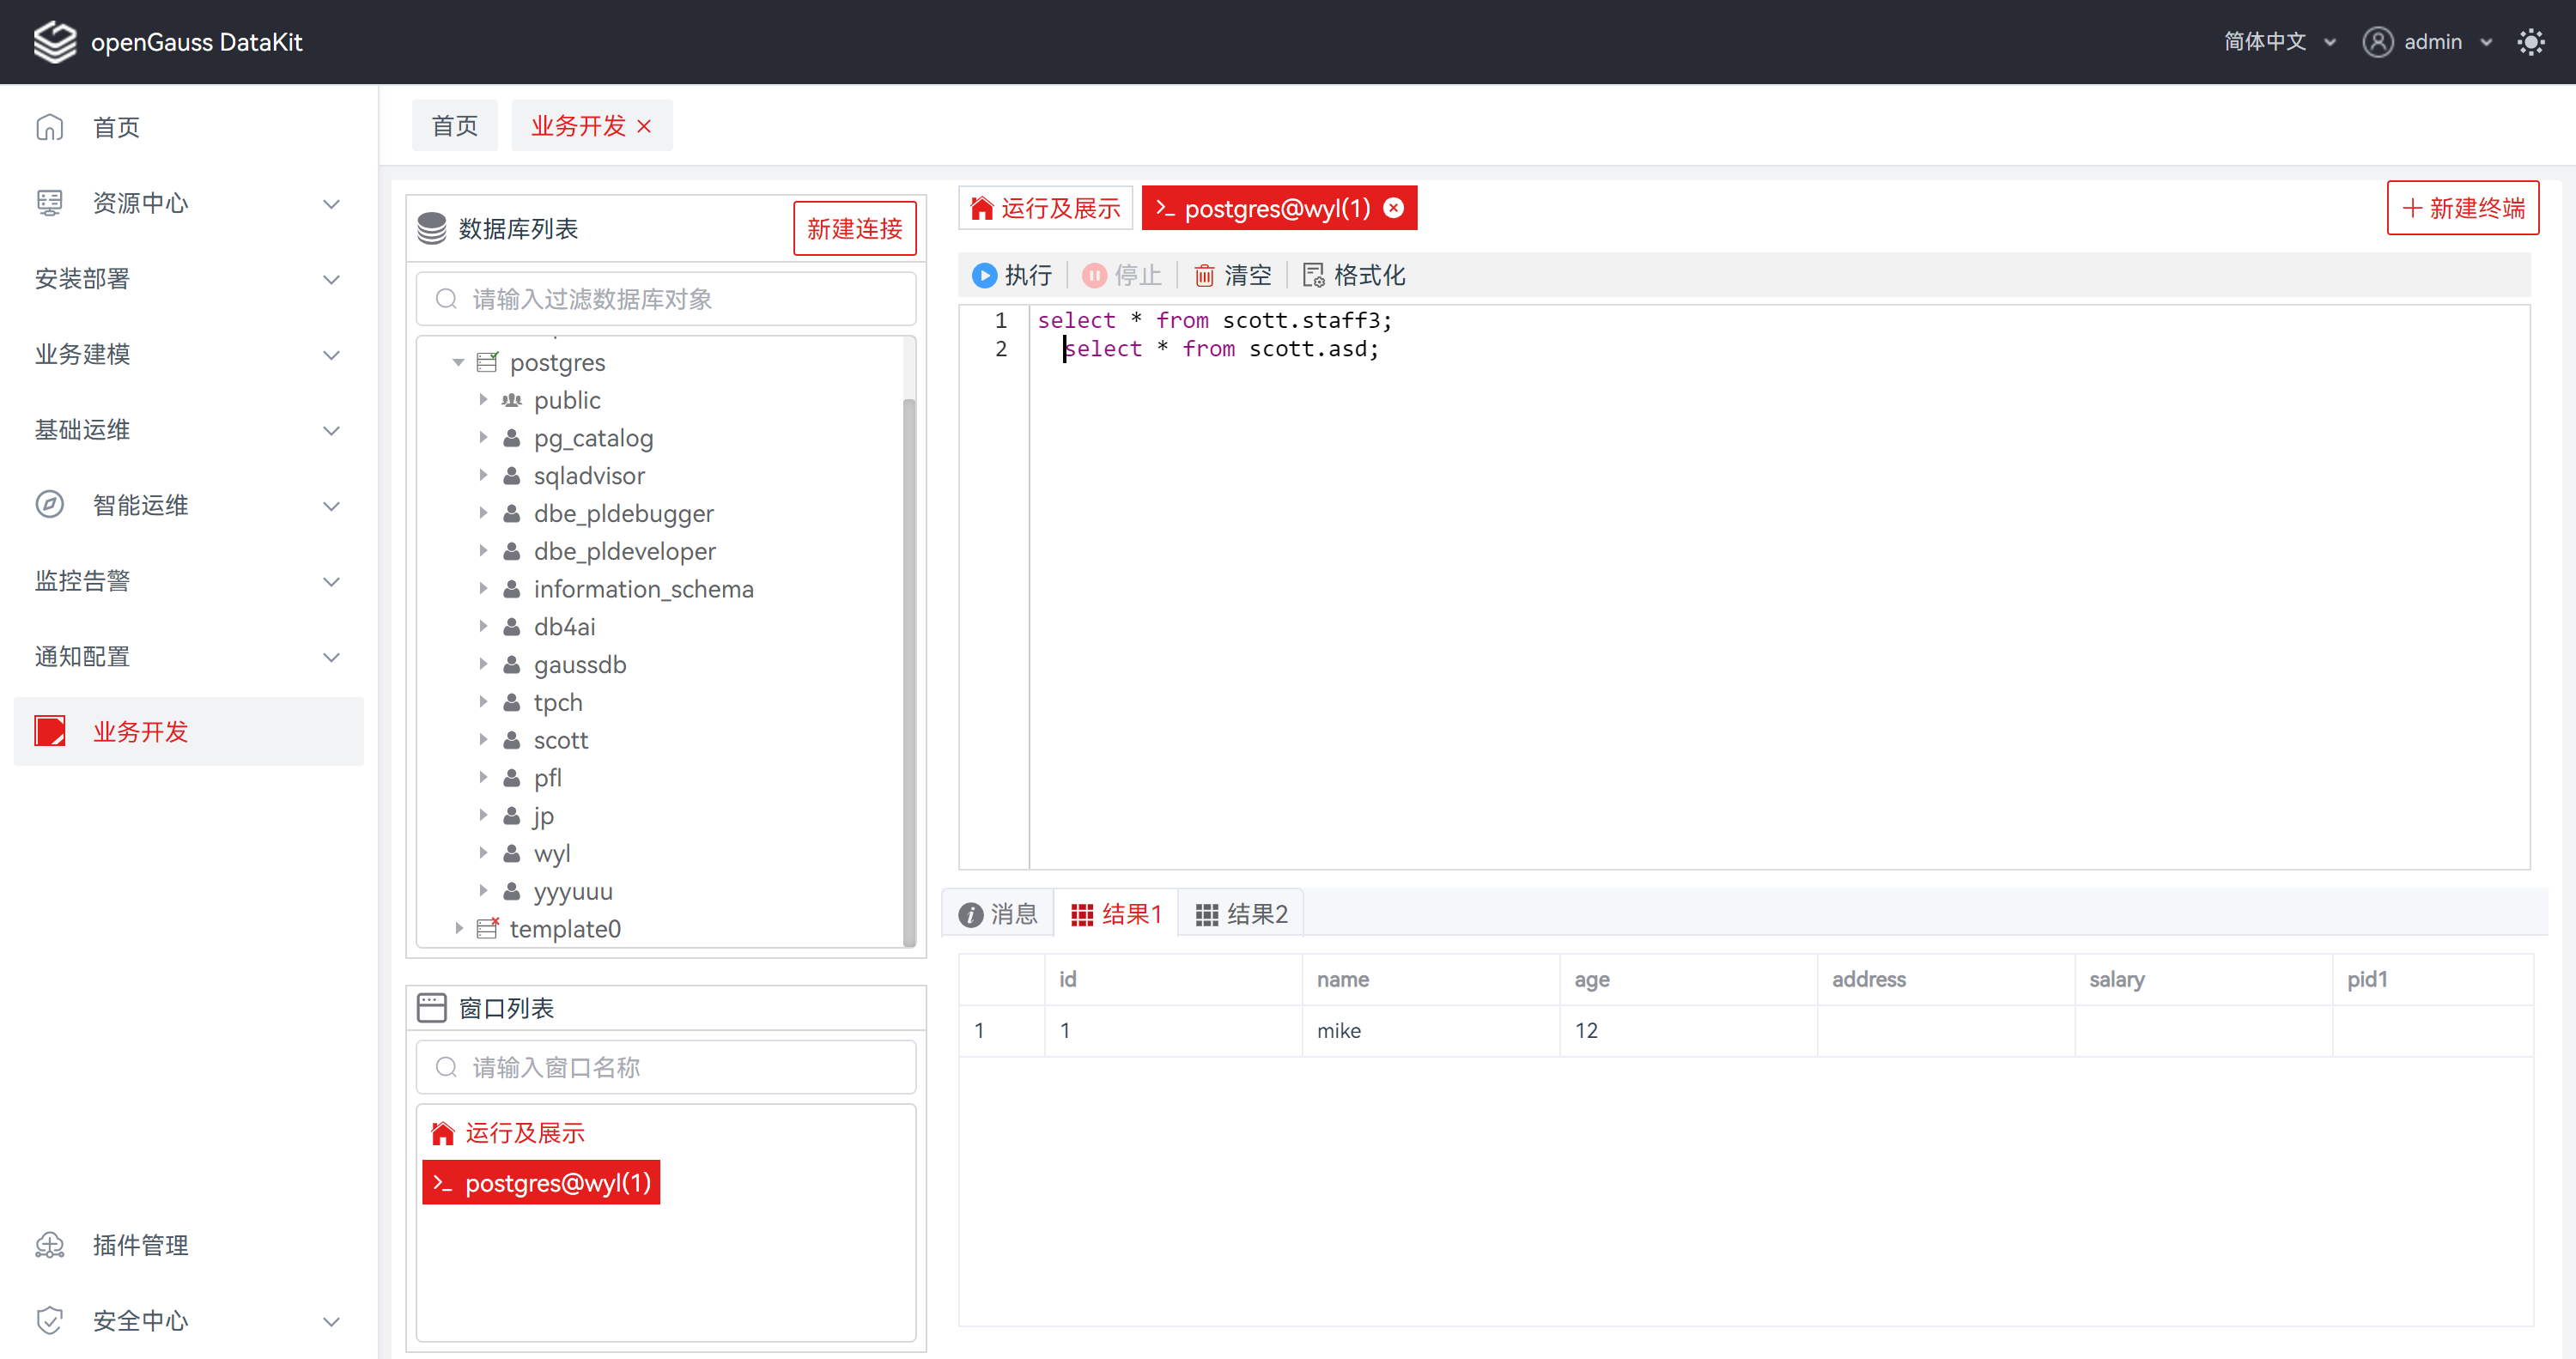 openGauss DataKit
简体中文 admin
首页
资源中心
安装部署
业务建模
基础运维
智能运维
监控告警
通知配置
业务开发
插件管理
安全中心
首页 业务开发
数据库列表 新建连接
请输入过滤数据库对象
postgres
public
pg_catalog
sqladvisor
dbe_pldebugger
dbe_pldeveloper
information_schema
db4ai
gaussdb
tpch
scott
pfl
jp
wyl
yyyuuu
template0
窗口列表
请输入窗口名称
运行及展示
>_ postgres@wyl(1)
运行及展示 >_ postgres@wyl(1) 新建终端
执行 停止 清空 格式化
1 select * from scott.staff3;
2 select * from scott.asd;
消息 结果1 结果2
id name age address salary pid1
1 1 mike 12